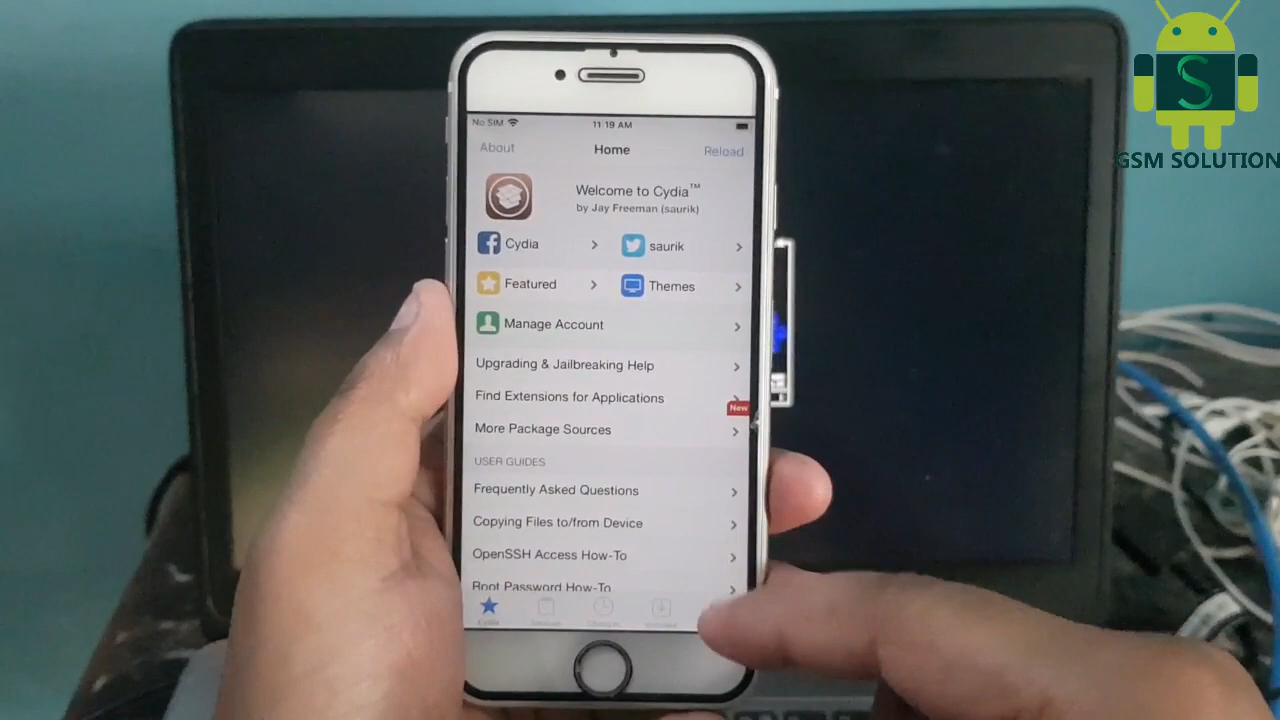 No SIM
11:19 AM
About
Home
Reload
Welcome to Cydia™
by Jay Freeman (saurik)
Cydia
saurik
Featured
Themes
Manage Account
Upgrading & Jailbreaking Help
Find Extensions for Applications
New
More Package Sources
USER GUIDES
Frequently Asked Questions
Copying Files to/from Device
OpenSSH Access How-To
Root Password How-To
Cydia
S
GSM SOLUTION